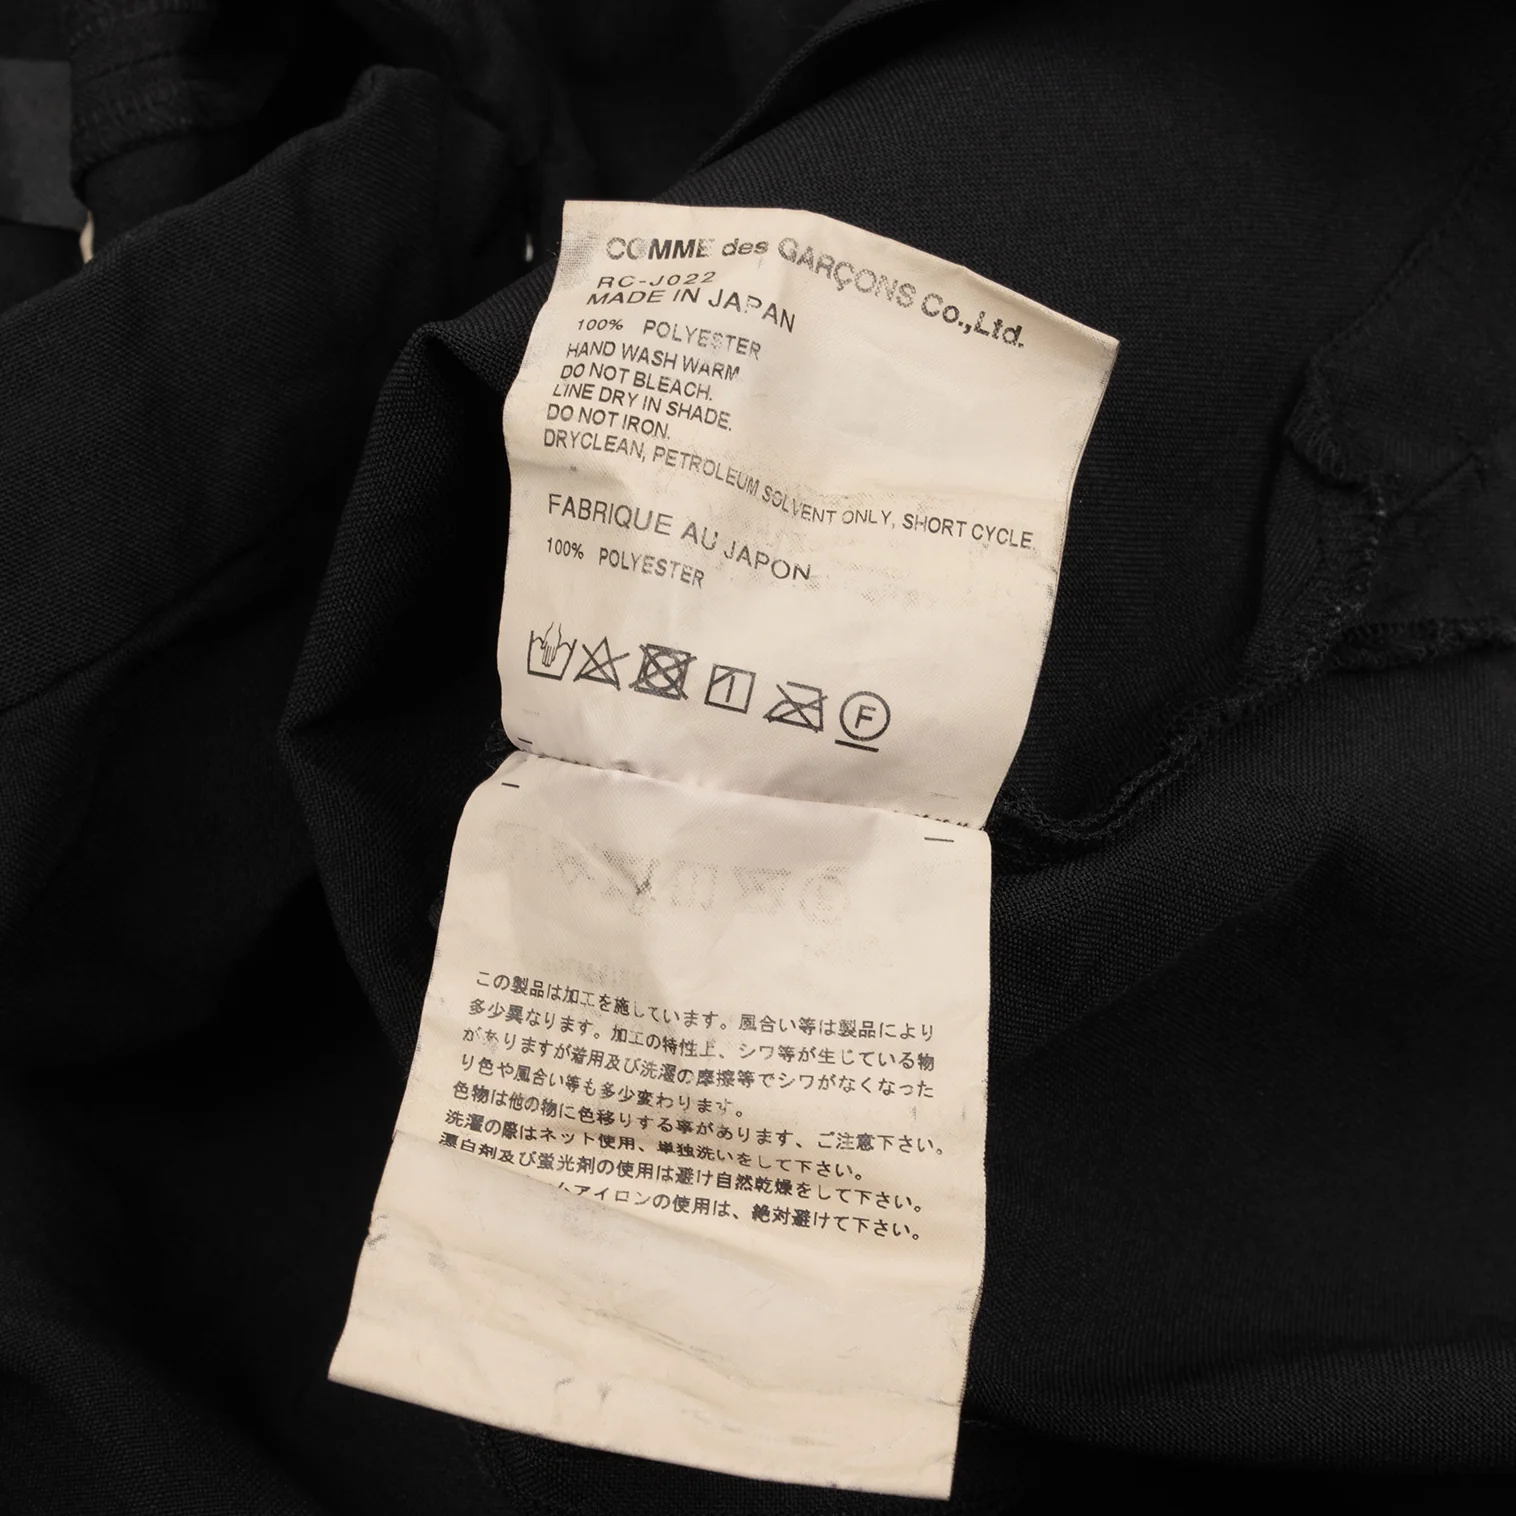 COMME des GARÇONS Co.,Ltd.
RC-J022
MADE IN JAPAN
100% POLYESTER
HAND WASH WARM
DO NOT BLEACH.
LINE DRY IN SHADE.
DO NOT IRON.
DRYCLEAN, PETROLEUM SOLVENT ONLY, SHORT CYCLE.
FABRIQUE AU JAPON
100% POLYESTER
F
この製品は加工を施しています。風合い等は製品により
多少異なります。加工の特性上、シワ等が生じている物
がありますが着用及び洗濯の摩擦等でシワがなくなった
り色や風合い等も多少変わります。
色物は他の物に色移りする事があります、ご注意下さい。
洗濯の際はネット使用、単独洗いをして下さい。
漂白剤及び蛍光剤の使用は避け自然乾燥をして下さい。
アイロンの使用は、絶対避けて下さい。